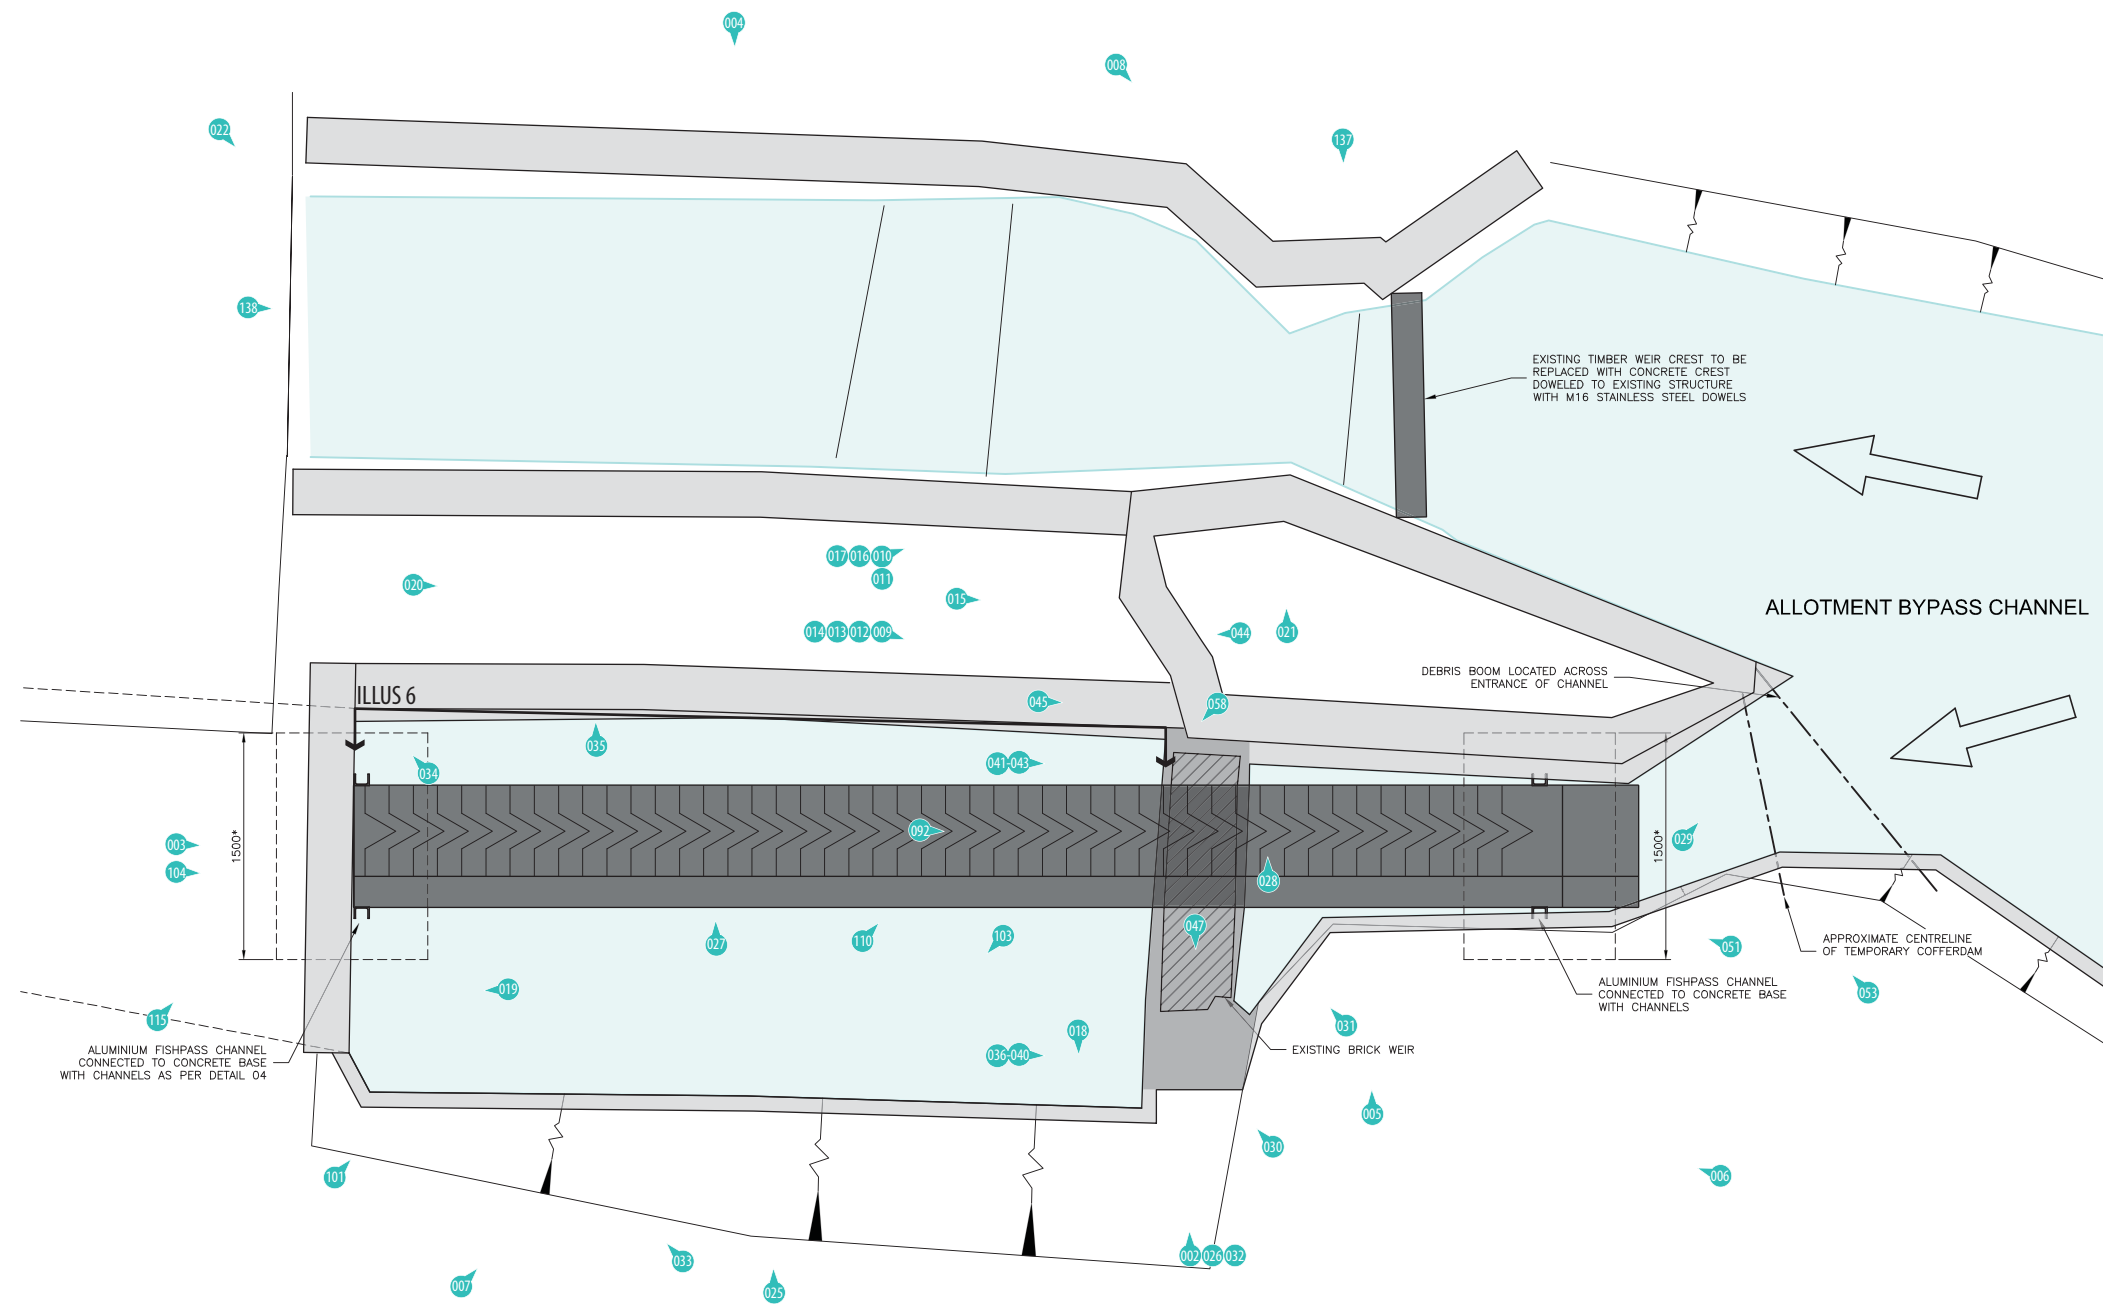 004
008
022
137
138
EXISTING TIMBER WEIR CREST TO BE
REPLACED WITH CONCRETE CREST
DOWELED TO EXISTING STRUCTURE
WITH M16 STAINLESS STEEL DOWELS
017 016 010
011
020
015
014 013 012 009
044
021
ALLOTMENT BYPASS CHANNEL
DEBRIS BOOM LOCATED ACROSS
ENTRANCE OF CHANNEL
ILLUS 6
045
058
035
041-043
034
092
003
104
1500*
1500*
029
028
047
027
110
103
051
APPROXIMATE CENTRELINE
OF TEMPORARY COFFERDAM
019
ALUMINIUM FISHPASS CHANNEL
CONNECTED TO CONCRETE BASE
WITH CHANNELS
053
115
018
031
036-040
EXISTING BRICK WEIR
ALUMINIUM FISHPASS CHANNEL
CONNECTED TO CONCRETE BASE
WITH CHANNELS AS PER DETAIL 04
005
030
101
006
033
002 026 032
007
025